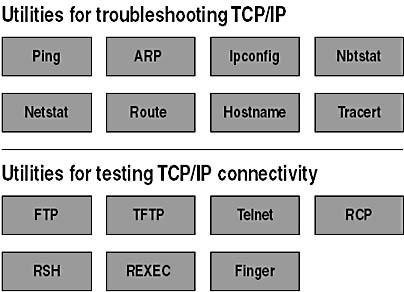 Utilities for troubleshooting TCP/IP
Ping ARP Ipconfig Nbtstat
Netstat Route Hostname Tracert
Utilities for testing TCP/IP connectivity
FTP TFTP Telnet RCP
RSH REXEC Finger